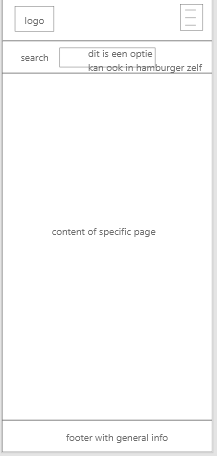 logo
search
dit is een optie
kan ook in hamburger zelf
content of specific page
footer with general info